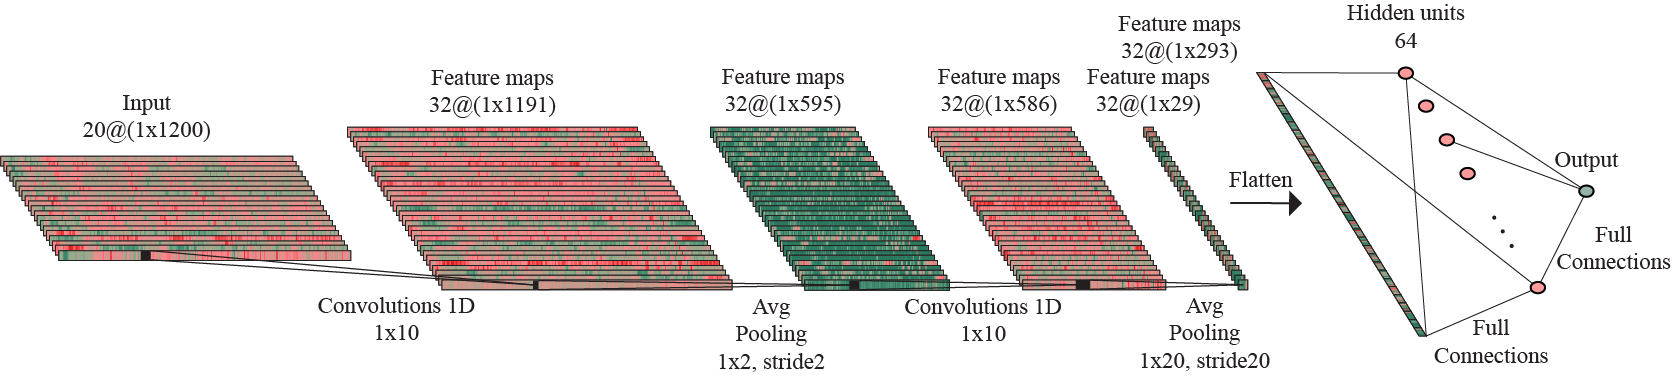 Input
20@(1x1200)
Feature maps
32@(1x1191)
Feature maps
32@(1x595)
Feature maps
32@(1x586)
Feature maps
32@(1x293)
Feature maps
32@(1x29)
Hidden units
64
Convolutions 1D
1x10
Avg
Pooling
1x2, stride2
Convolutions 1D
1x10
Avg
Pooling
1x20, stride20
Flatten
Output
Full
Connections
Full
Connections